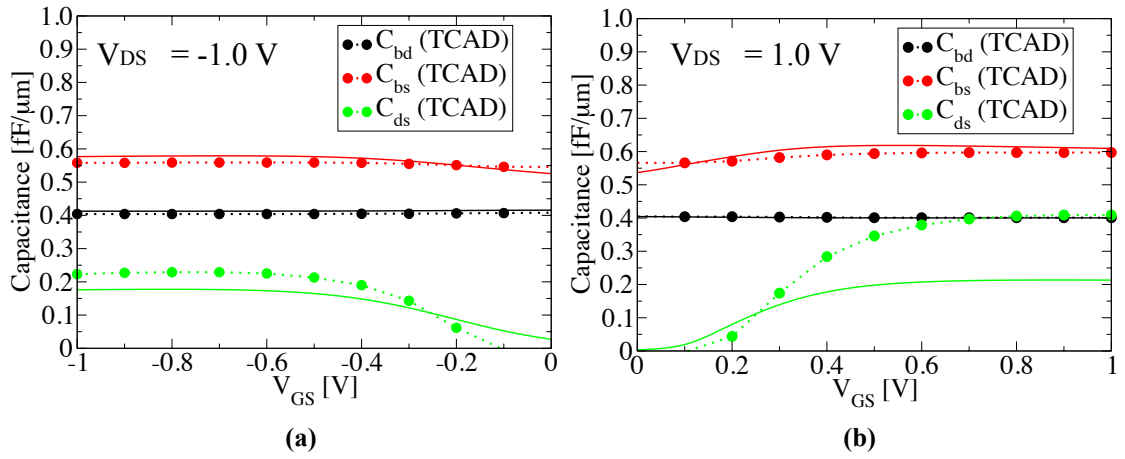 V_DS = -1.0 V
C_bd (TCAD)
C_bs (TCAD)
C_ds (TCAD)
Capacitance [fF/μm]
1.0
0.9
0.8
0.7
0.6
0.5
0.4
0.3
0.2
0.1
0
-1
-0.8
-0.6
-0.4
-0.2
0
V_GS [V]
(a)
V_DS = 1.0 V
C_bd (TCAD)
C_bs (TCAD)
C_ds (TCAD)
Capacitance [fF/μm]
1.0
0.9
0.8
0.7
0.6
0.5
0.4
0.3
0.2
0.1
0
0
0.2
0.4
0.6
0.8
1
V_GS [V]
(b)